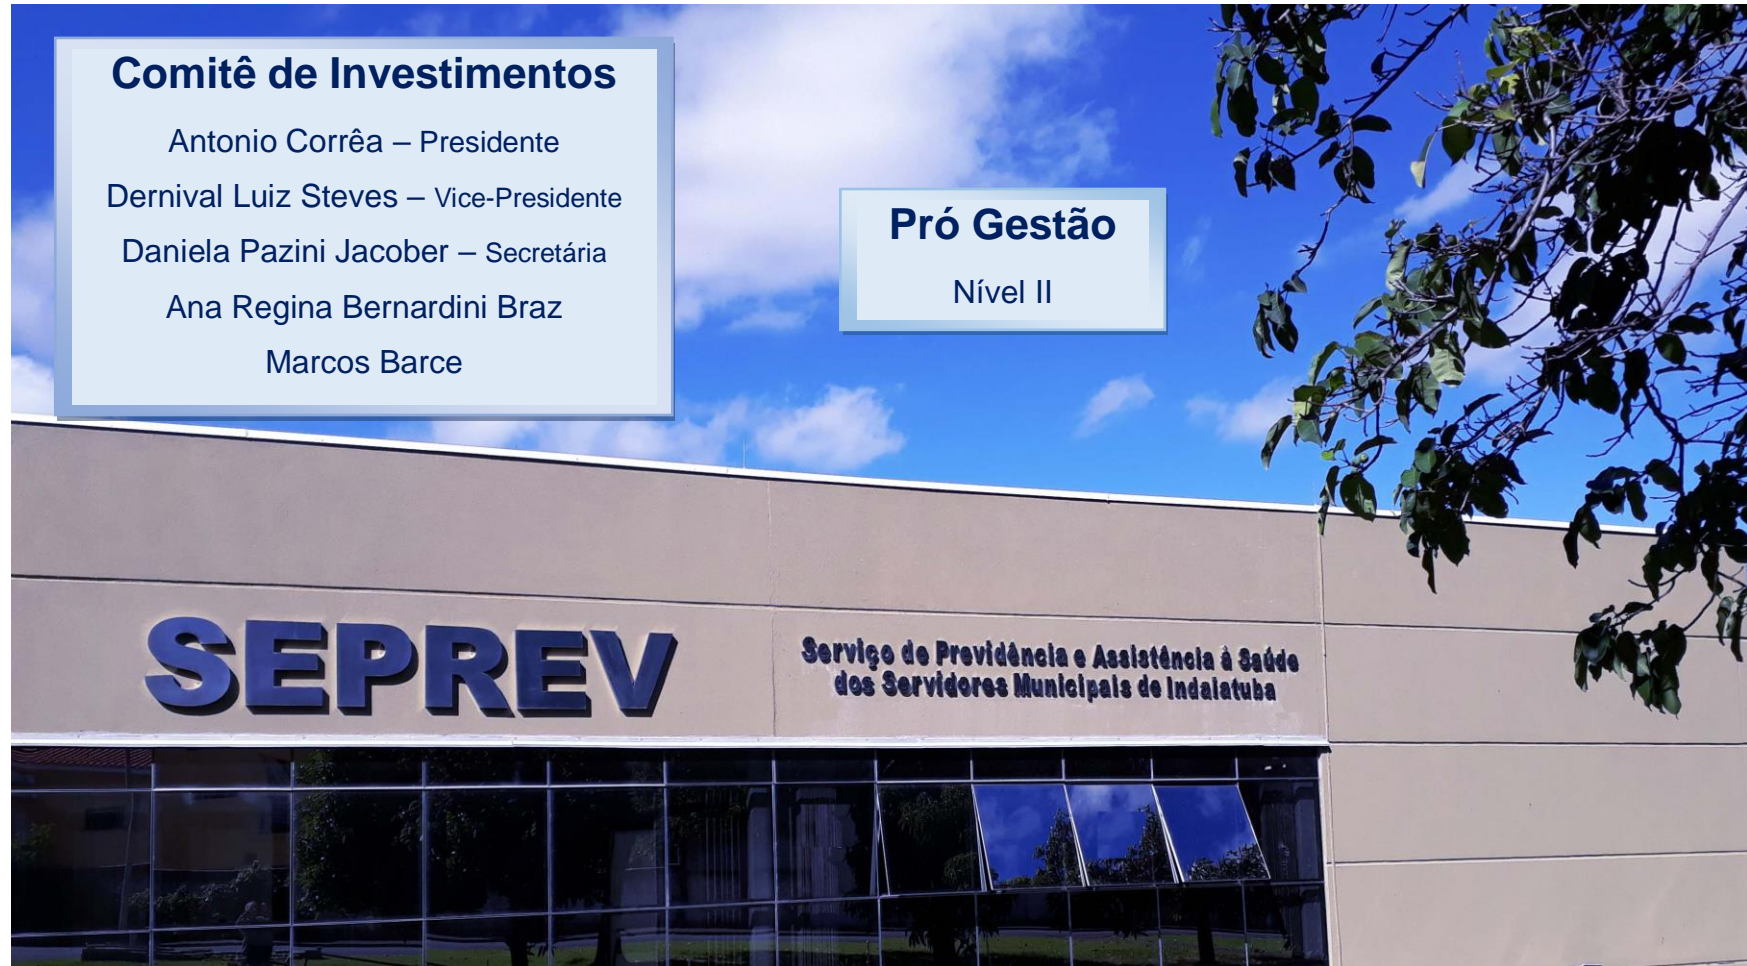 Comitê de Investimentos
Antonio Corrêa – Presidente
Dernival Luiz Steves – Vice-Presidente
Daniela Pazini Jacober – Secretária
Ana Regina Bernardini Braz
Marcos Barce
Pró Gestão
Nível II
SEPREV
Serviço de Previdência e Assistência à Saúde
dos Servidores Municipais de Indaiatuba